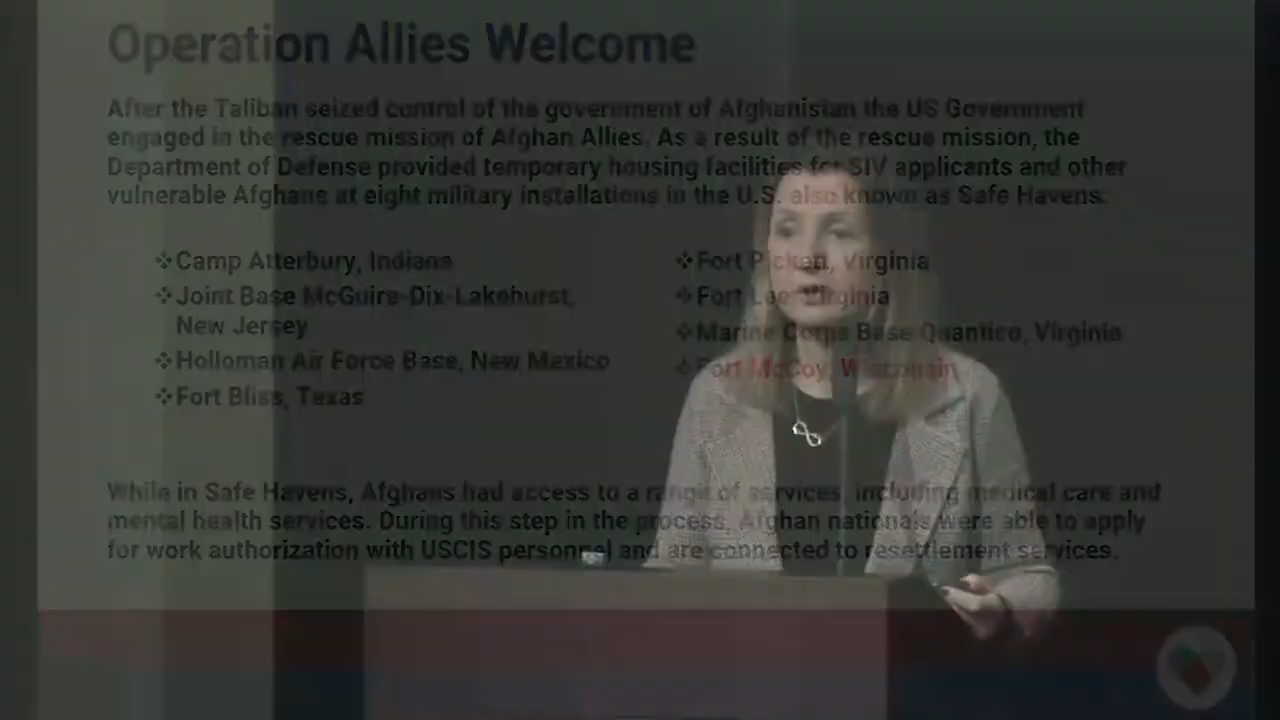 Operation Allies Welcome
After the Taliban seized control of the government of Afghanistan the US Government
engaged in the rescue mission of Afghan Allies. As a result of the rescue mission, the
Department of Defense provided temporary housing facilities for SIV applicants and other
vulnerable Afghans at eight military installations in the U.S. also known as Safe Havens:
❖Camp Atterbury, Indiana
❖Joint Base McGuire-Dix-Lakehurst,
New Jersey
❖Holloman Air Force Base, New Mexico
❖Fort Bliss, Texas
❖Fort Pickett, Virginia
❖Fort Lee, Virginia
❖Marine Corps Base Quantico, Virginia
❖Fort McCoy, Wisconsin
While in Safe Havens, Afghans had access to a range of services, including medical care and
mental health services. During this step in the process, Afghan nationals were able to apply
for work authorization with USCIS personnel and are connected to resettlement services.